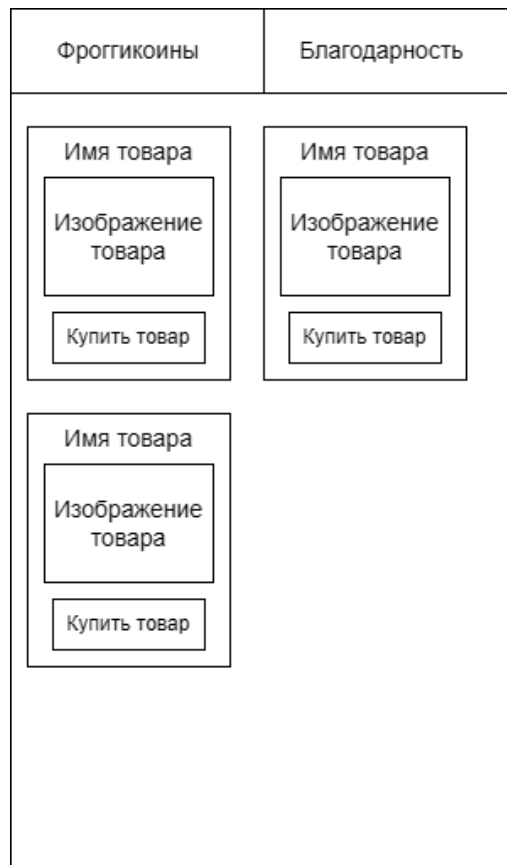 Фроггикоины
Благодарность
Имя товара
Изображение
товара
Купить товар
Имя товара
Изображение
товара
Купить товар
Имя товара
Изображение
товара
Купить товар